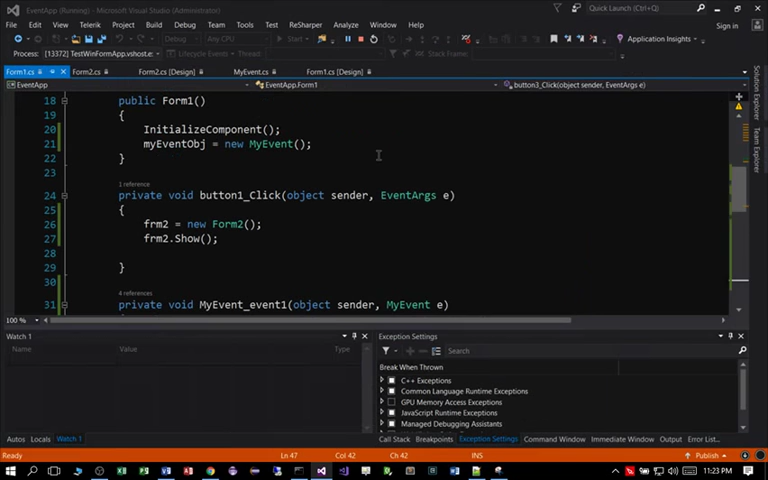 EventApp (Running) - Microsoft Visual Studio (Administrator)
Quick Launch (Ctrl+Q)
File Edit View Telerik Project Build Debug Team Tools Test ReSharper Analyze Window Help
Sign in
Debug Any CPU Start Application Insights
Process: [13372] TestWinFormApp.vshost.e Lifecycle Events Thread: Stack Frame:
Form1.cs Form2.cs Form2.cs [Design] MyEvent.cs Form1.cs [Design]
EventApp EventApp.Form1 button3_Click(object sender, EventArgs e)
18 public Form1()
19 {
20 InitializeComponent();
21 myEventObj = new MyEvent();
22 }
23
1 reference
24 private void button1_Click(object sender, EventArgs e)
25 {
26 frm2 = new Form2();
27 frm2.Show();
28
29 }
30
4 references
31 private void MyEvent_event1(object sender, MyEvent e)
100 %
Solution Explorer
Team Explorer
Watch 1
Name Value Type
Autos Locals Watch 1
Exception Settings
Search
Break When Thrown
C++ Exceptions
Common Language Runtime Exceptions
GPU Memory Access Exceptions
JavaScript Runtime Exceptions
Managed Debugging Assistants
Call Stack Breakpoints Exception Settings Command Window Immediate Window Output Error List...
Ready Ln 47 Col 42 Ch 42 INS Publish
11:23 PM